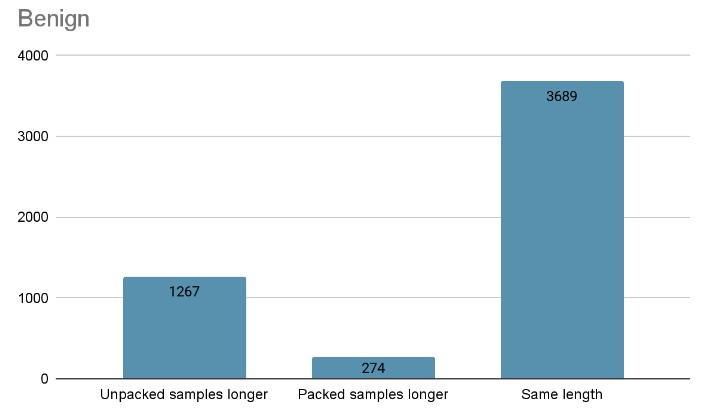 Benign
4000
3000
2000
1000
0
1267
274
3689
Unpacked samples longer
Packed samples longer
Same length